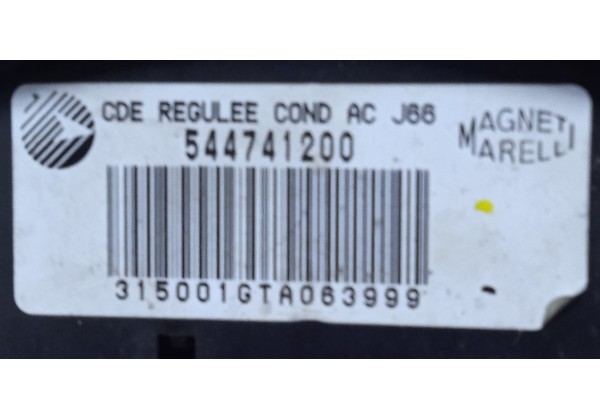 CDE REGULEE COND AC J66
544741200
MAGNETI
MARELLI
315001GTA063999